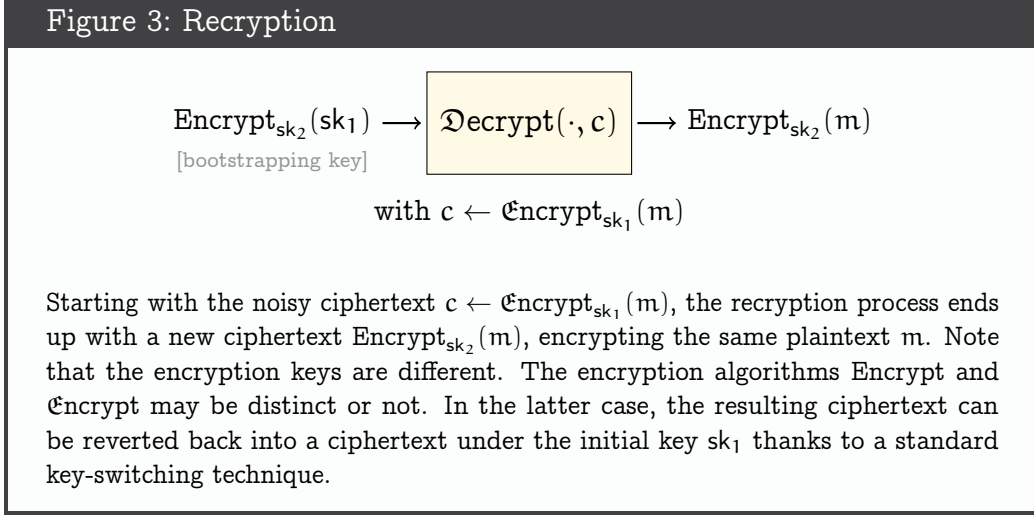 Figure 3: Recryption
Encrypt_{sk_2}(sk_1) ⟶ 𝔇ecrypt(·, c) ⟶ Encrypt_{sk_2}(m)
[bootstrapping key]
with c ← 𝔈ncrypt_{sk_1}(m)
Starting with the noisy ciphertext c ← 𝔈ncrypt_{sk_1}(m), the recryption process ends
up with a new ciphertext Encrypt_{sk_2}(m), encrypting the same plaintext m. Note
that the encryption keys are different. The encryption algorithms Encrypt and
𝔈ncrypt may be distinct or not. In the latter case, the resulting ciphertext can
be reverted back into a ciphertext under the initial key sk_1 thanks to a standard
key-switching technique.